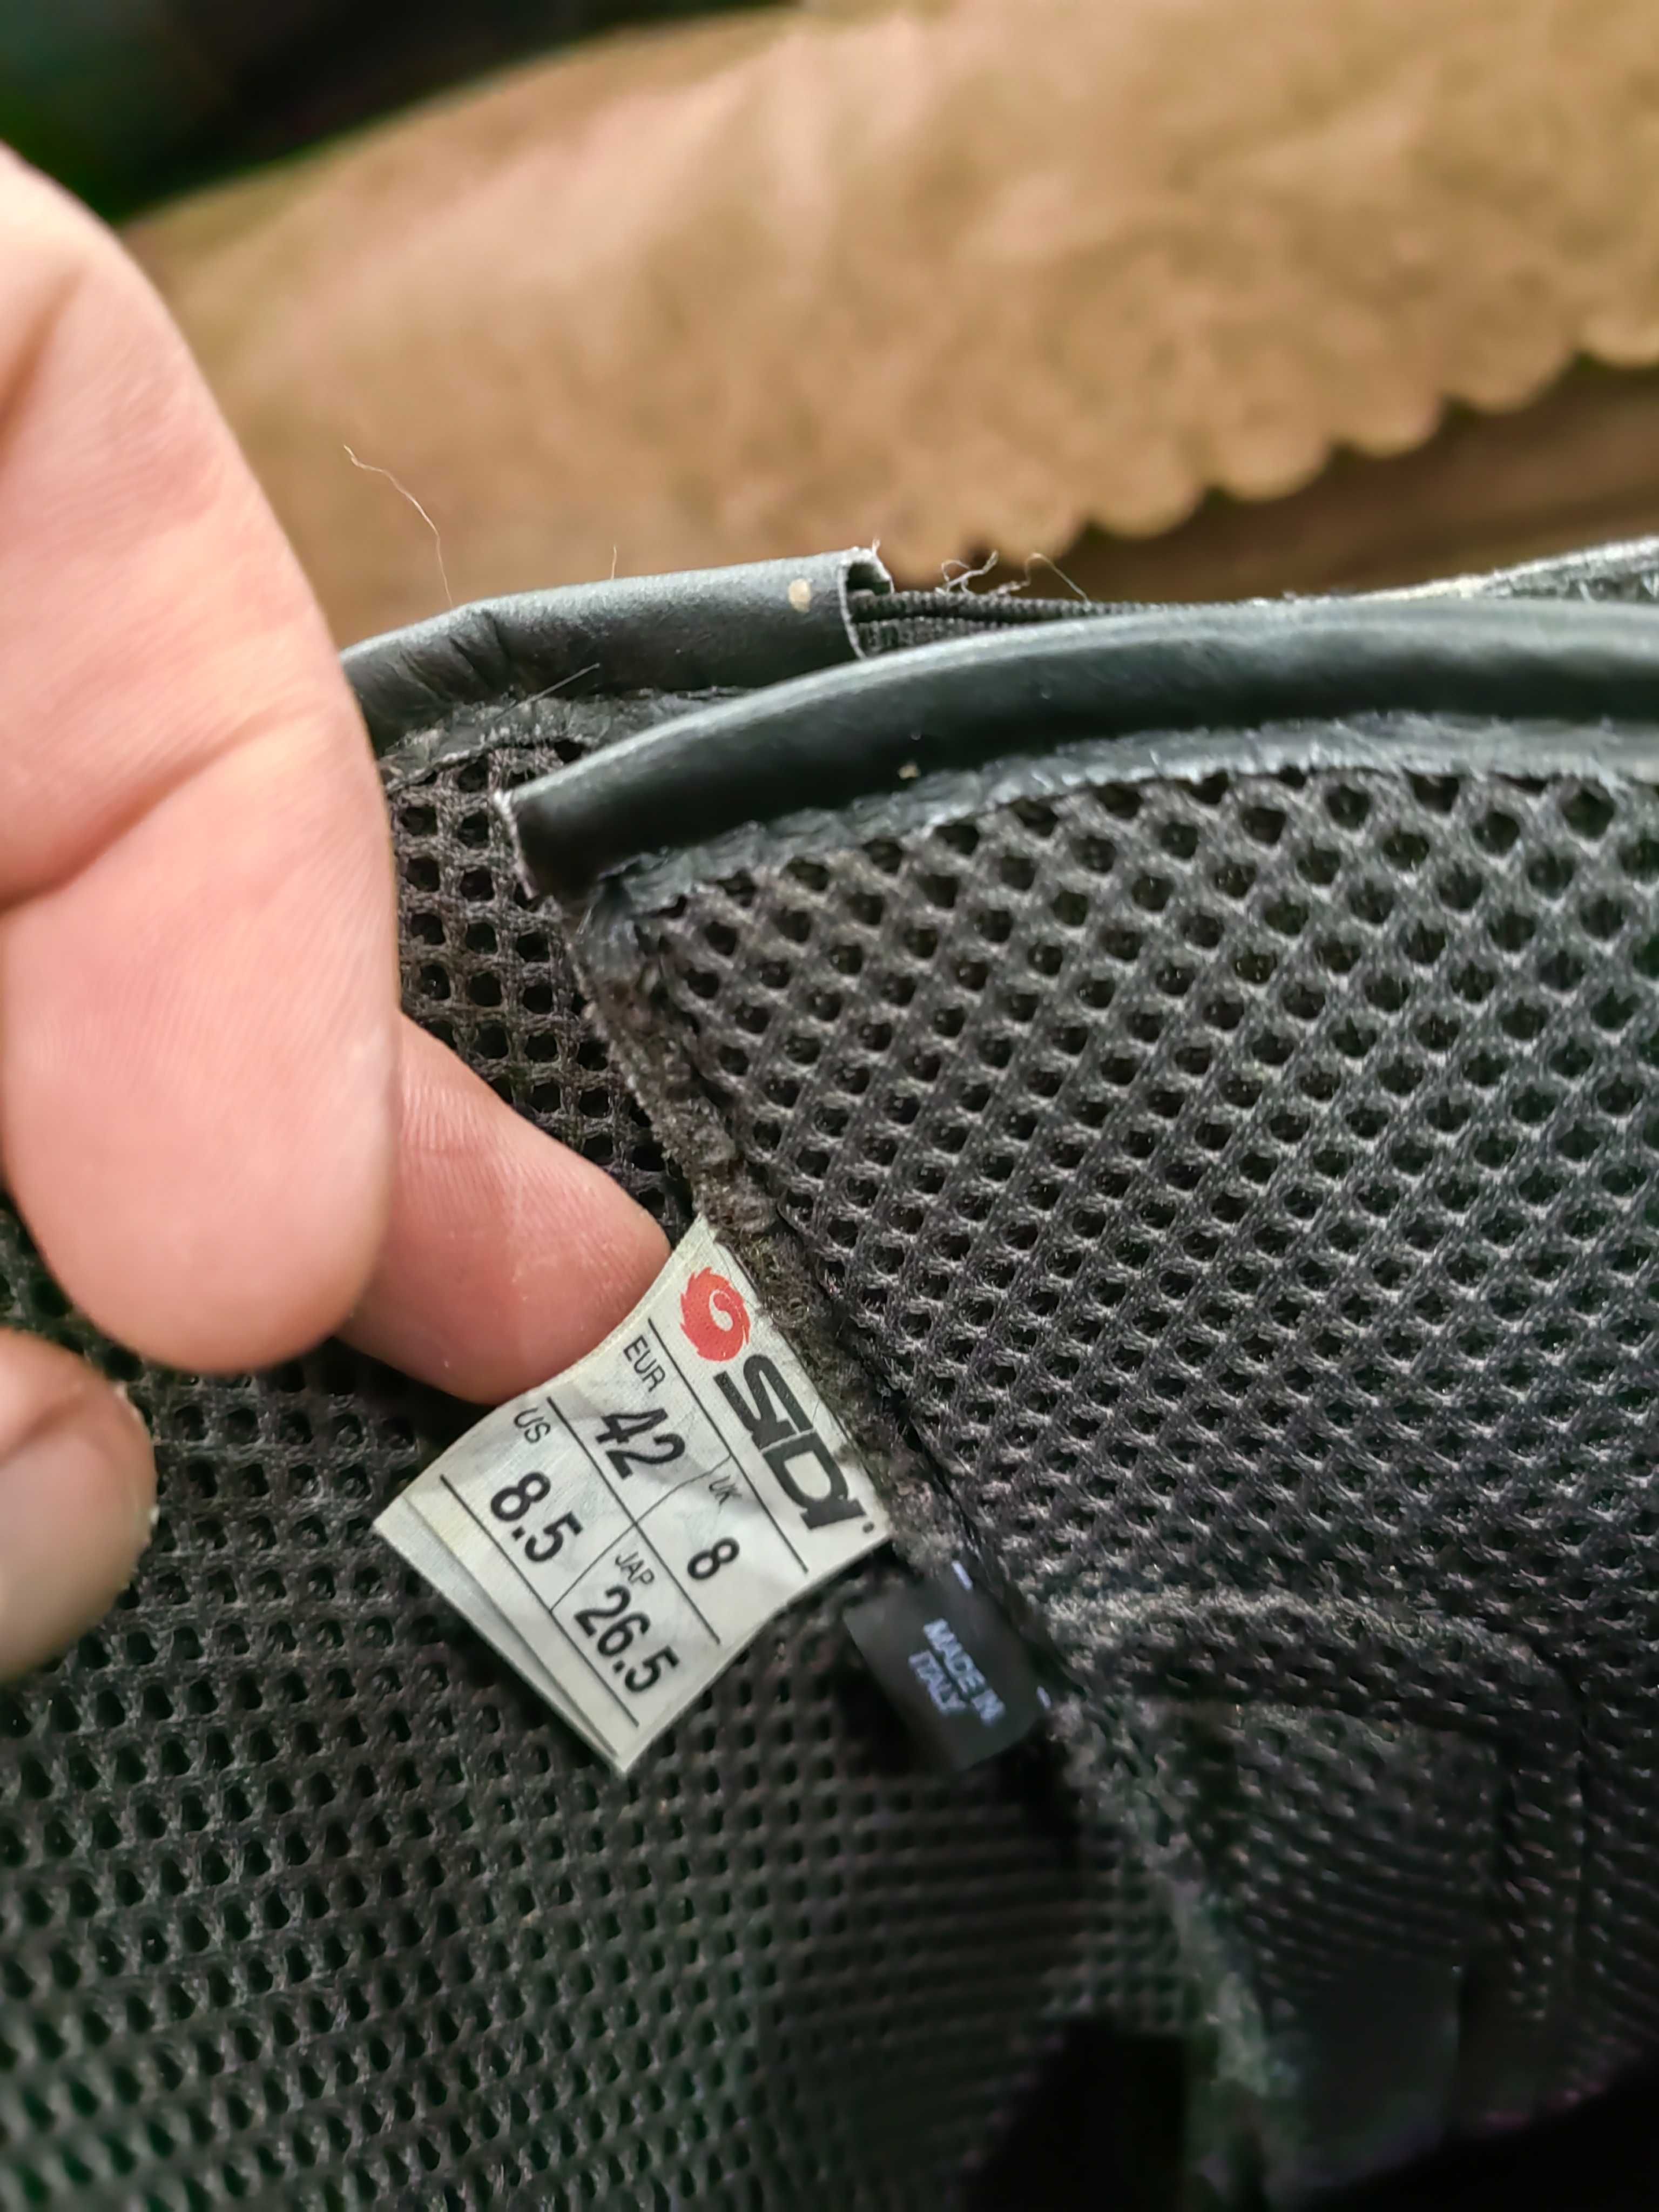 SIDI
EUR
42
UK
8
US
8.5
JAP
26.5
MADE IN
ITALY